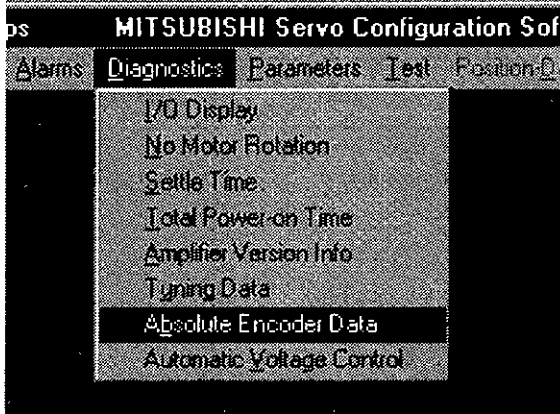 MITSUBISHI Servo Configuration Sof
Alarms Diagnostics Parameters Test
I/O Display
No Motor Rotation
Settle Time
Total Power-on Time
Amplifier Version Info
Tuning Data
Absolute Encoder Data
Automatic Voltage Control